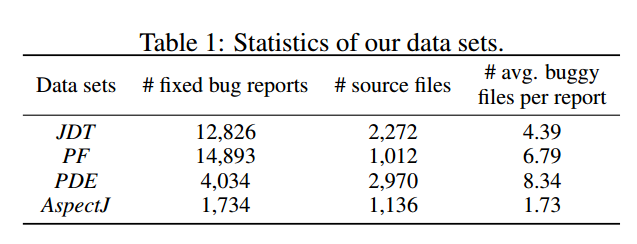 Table 1: Statistics of our data sets.
Data sets # fixed bug reports # source files # avg. buggy files per report
JDT 12,826 2,272 4.39
PF 14,893 1,012 6.79
PDE 4,034 2,970 8.34
AspectJ 1,734 1,136 1.73